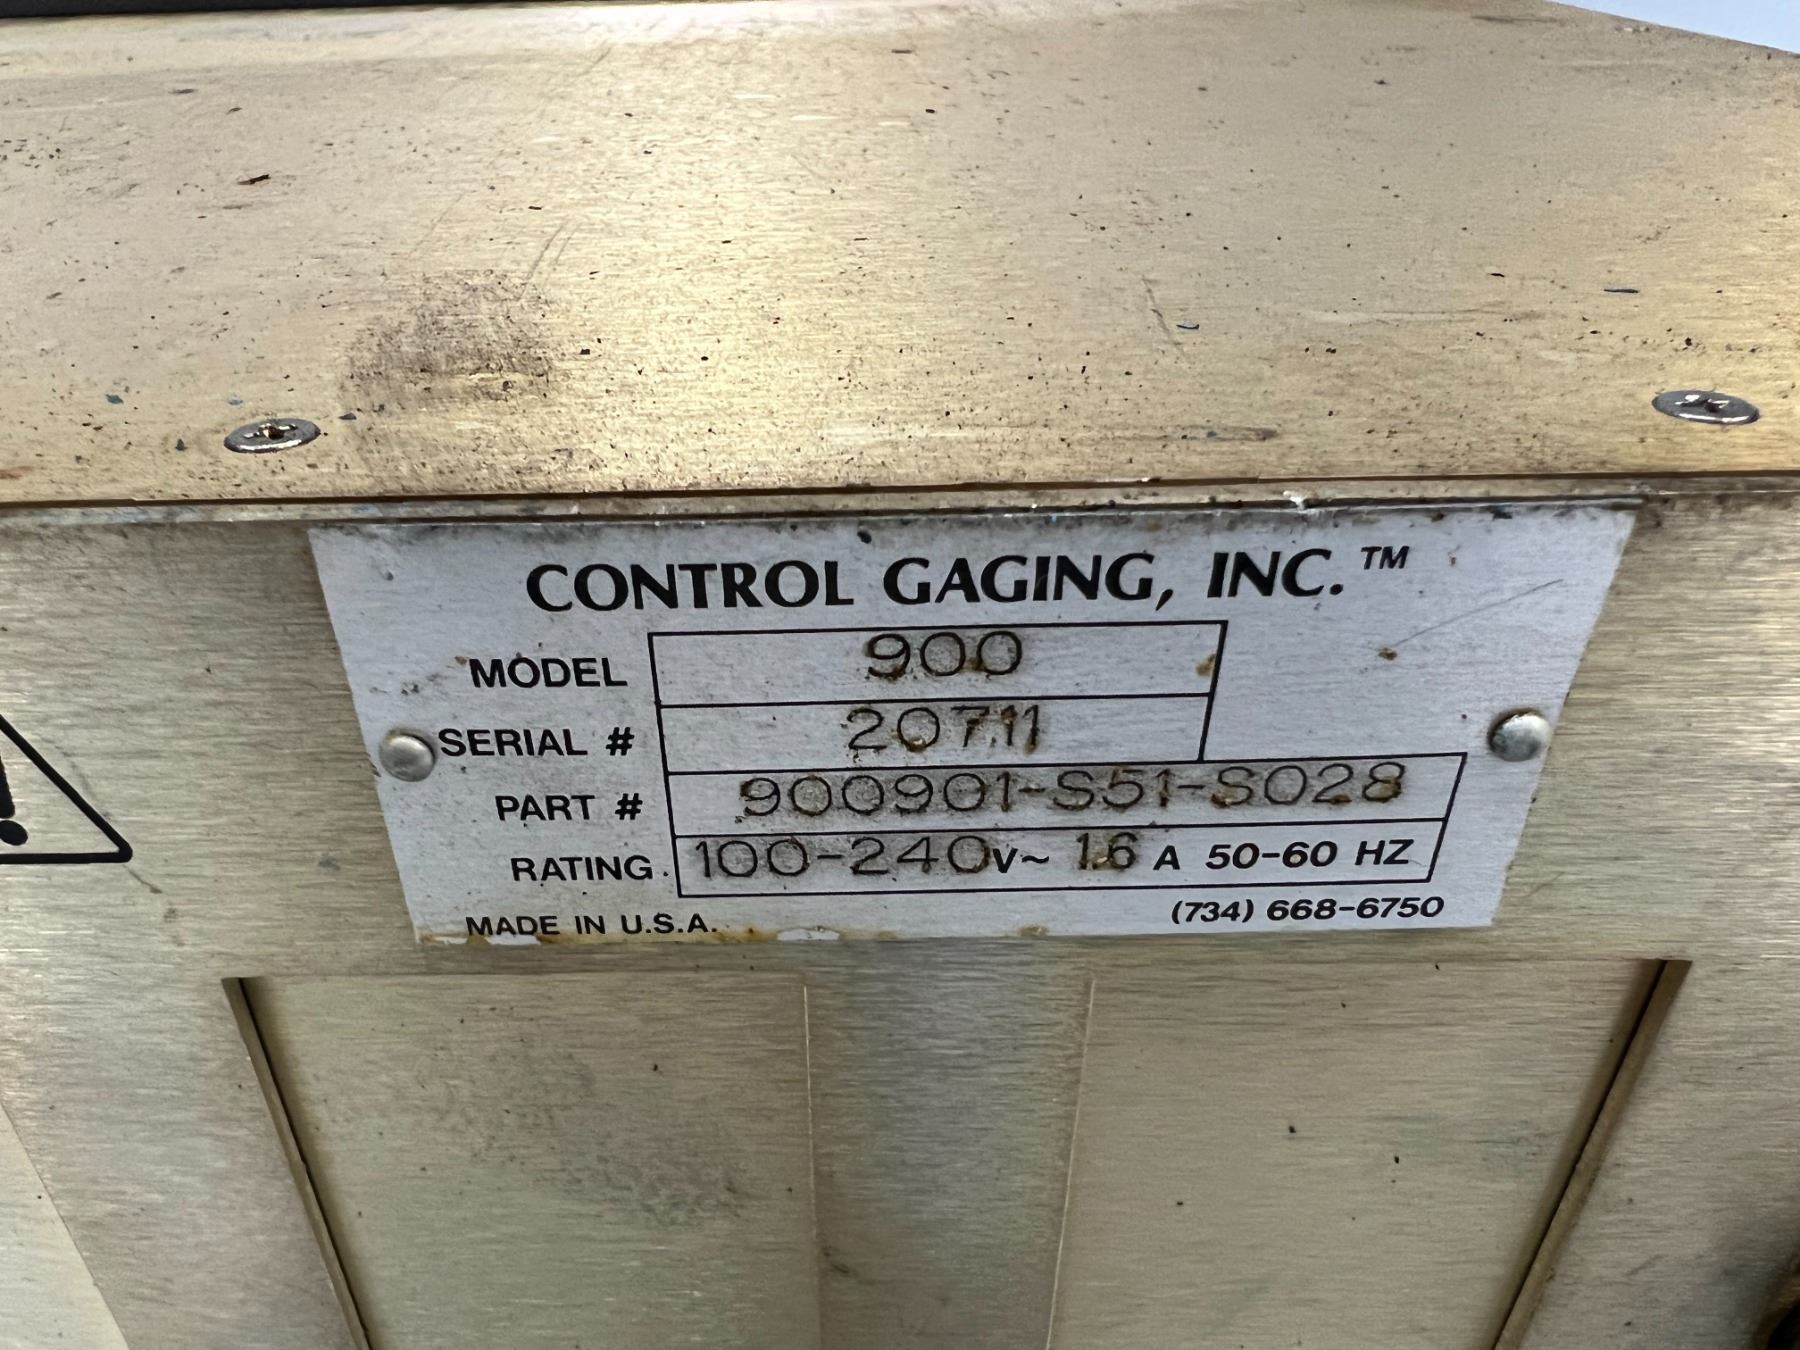 CONTROL GAGING, INC.™
MODEL 900
SERIAL # 20711
PART # 900901-S51-S028
RATING 100-240V~ 1.6 A 50-60 HZ
MADE IN U.S.A. (734) 668-6750